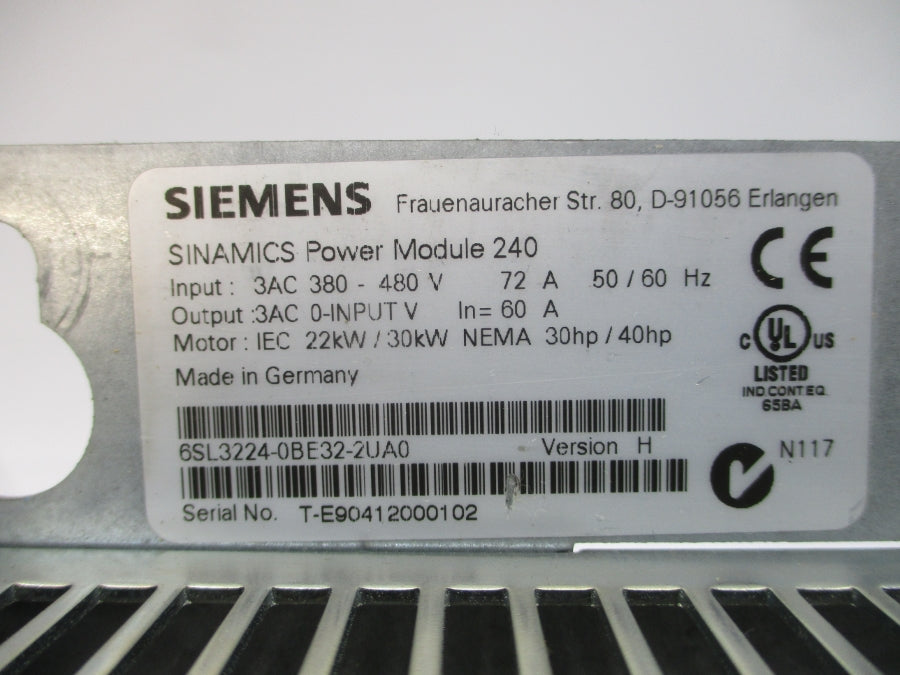 SIEMENS Frauenauracher Str. 80, D-91056 Erlangen
SINAMICS Power Module 240
Input : 3AC 380 - 480 V 72 A 50 / 60 Hz
Output :3AC 0-INPUT V In= 60 A
Motor : IEC 22kW / 30kW NEMA 30hp / 40hp
Made in Germany
CE
C UL US
LISTED
IND.CONT.EQ.
65BA
6SL3224-0BE32-2UA0 Version H
N117
Serial No. T-E90412000102